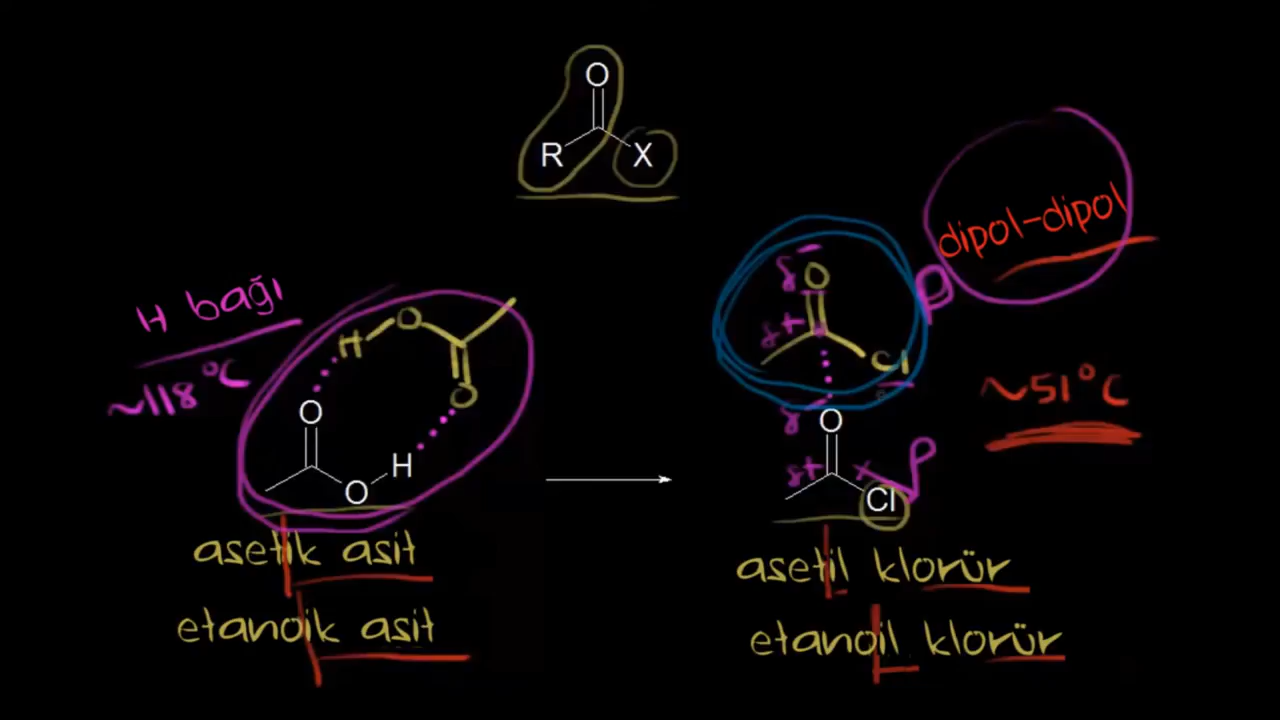 O
R X
dipol-dipol
δ−
O
δ+
Cl
H bağı
~118°C
H O
O
O
H
O
~51°C
δ−
O
δ+
Cl
asetik asit
etanoik asit
asetil klorür
etanoil klorür